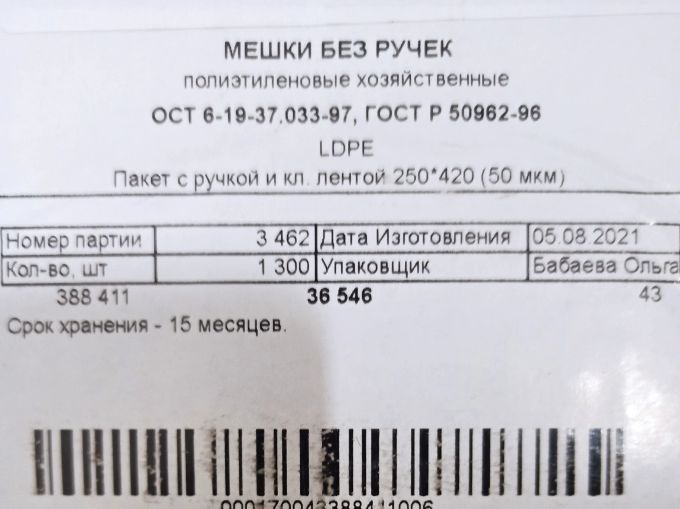 МЕШКИ БЕЗ РУЧЕК
полиэтиленовые хозяйственные
ОСТ 6-19-37.033-97, ГОСТ Р 50962-96
LDPE
Пакет с ручкой и кл. лентой 250*420 (50 мкм)
Номер партии 3 462 Дата Изготовления 05.08.2021
Кол-во, шт 1 300 Упаковщик Бабаева Ольга
388 411 36 546 43
Срок хранения - 15 месяцев.